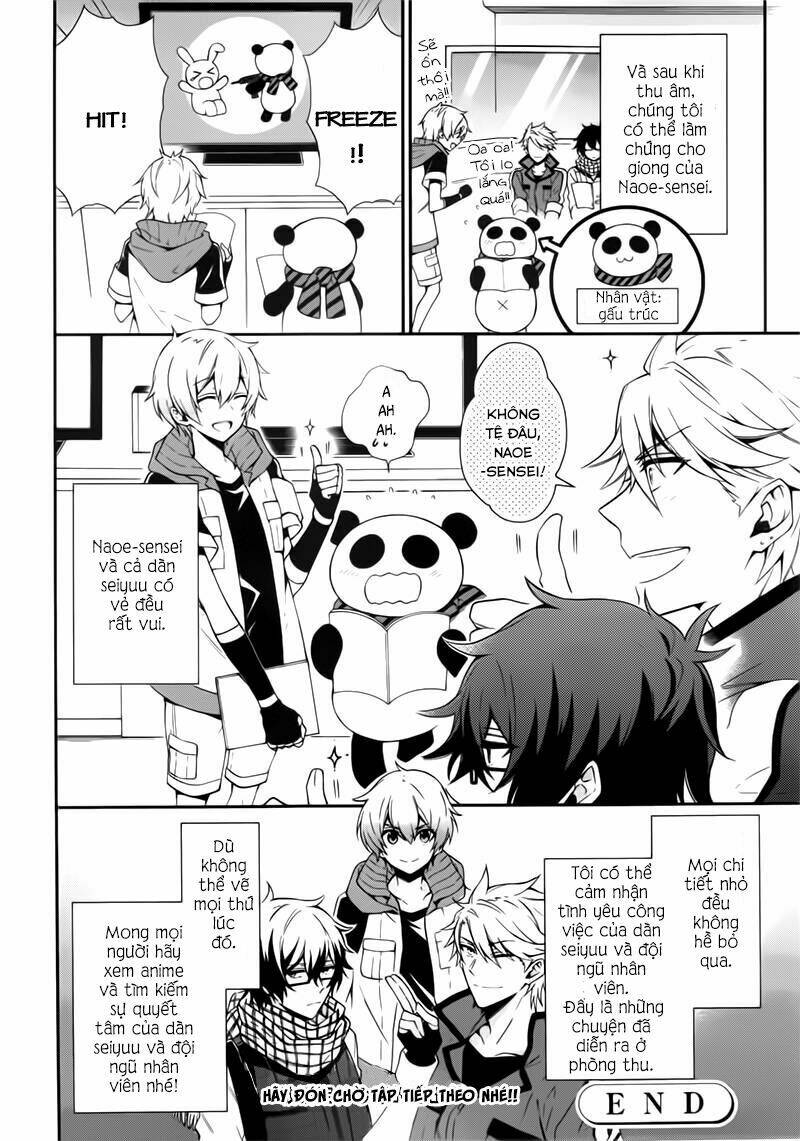 Và sau khi
thu âm,
chúng tôi
có thể làm
chứng cho
giọng của
Naoe-sensei.
Sẽ
ổn
thôi
mà!!
Oa oa!
Tôi lo
lắng
quá!!
Nhân vật:
gấu trúc
FREEZE
!!
HIT!
KHÔNG
TỆ ĐÂU,
NAOE
-SENSEI!
A
AH
AH.
Naoe-sensei
và cả dàn
seiyuu có
vẻ đều
rất vui.
Mọi chi
tiết nhỏ
đều
không
hề bỏ
qua.
Tôi có thể
cảm nhận
tình yêu công
việc của dàn
seiyuu và đội
ngũ nhân
viên.
Đấy là những
chuyện đã
diễn ra ở
phòng thu.
Dù
không
thể vẽ
mọi thứ
lúc
đó.
Mong mọi
người hãy
xem anime
và tìm kiếm
sự quyết
tâm của dàn
seiyuu và đội
ngũ nhân
viên nhé!
HÃY ĐÓN CHỜ TẬP TIẾP THEO NHÉ!!
END